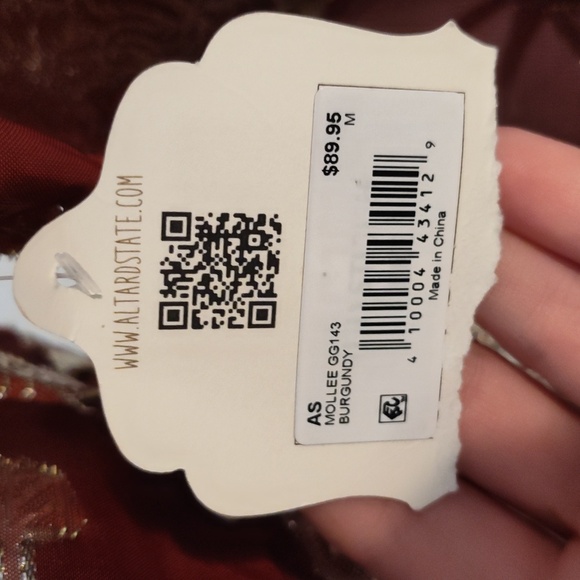 WWW.ALTARDSTATE.COM
AS
MOLLEE GG143
BURGUNDY
$89.95
M
4 10004 43412 9
Made in China